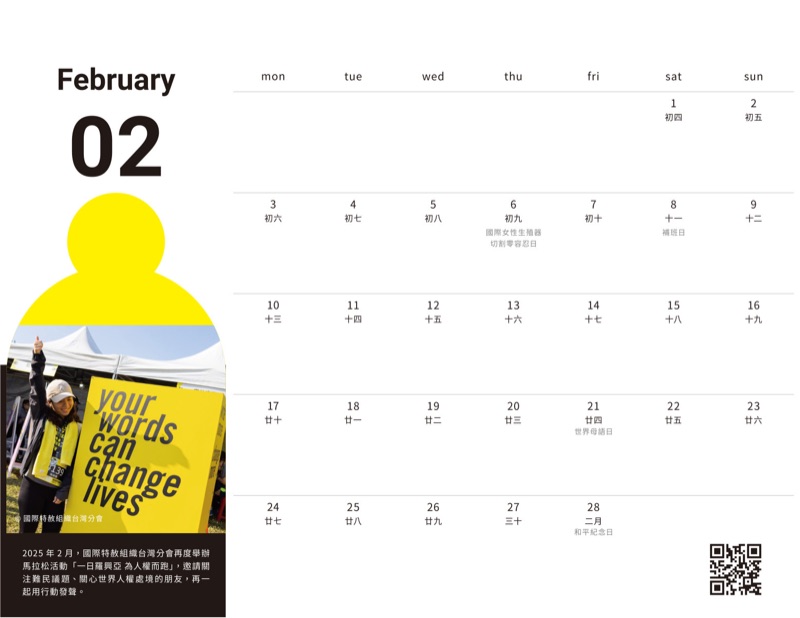 February
02
mon tue wed thu fri sat sun
1 2
初四 初五
3 4 5 6 7 8 9
初六 初七 初八 初九 初十 十一 十二
國際女性生殖器 補班日
切割零容忍日
10 11 12 13 14 15 16
十三 十四 十五 十六 十七 十八 十九
17 18 19 20 21 22 23
廿十 廿一 廿二 廿三 廿四 廿五 廿六
世界母語日
24 25 26 27 28
廿七 廿八 廿九 三十 二月
和平紀念日
your
words
can
change
lives
139
© 國際特赦組織台灣分會
2025 年 2 月,國際特赦組織台灣分會再度舉辦
馬拉松活動「一日羅興亞 為人權而跑」,邀請關
注難民議題、關心世界人權處境的朋友,再一
起用行動發聲。